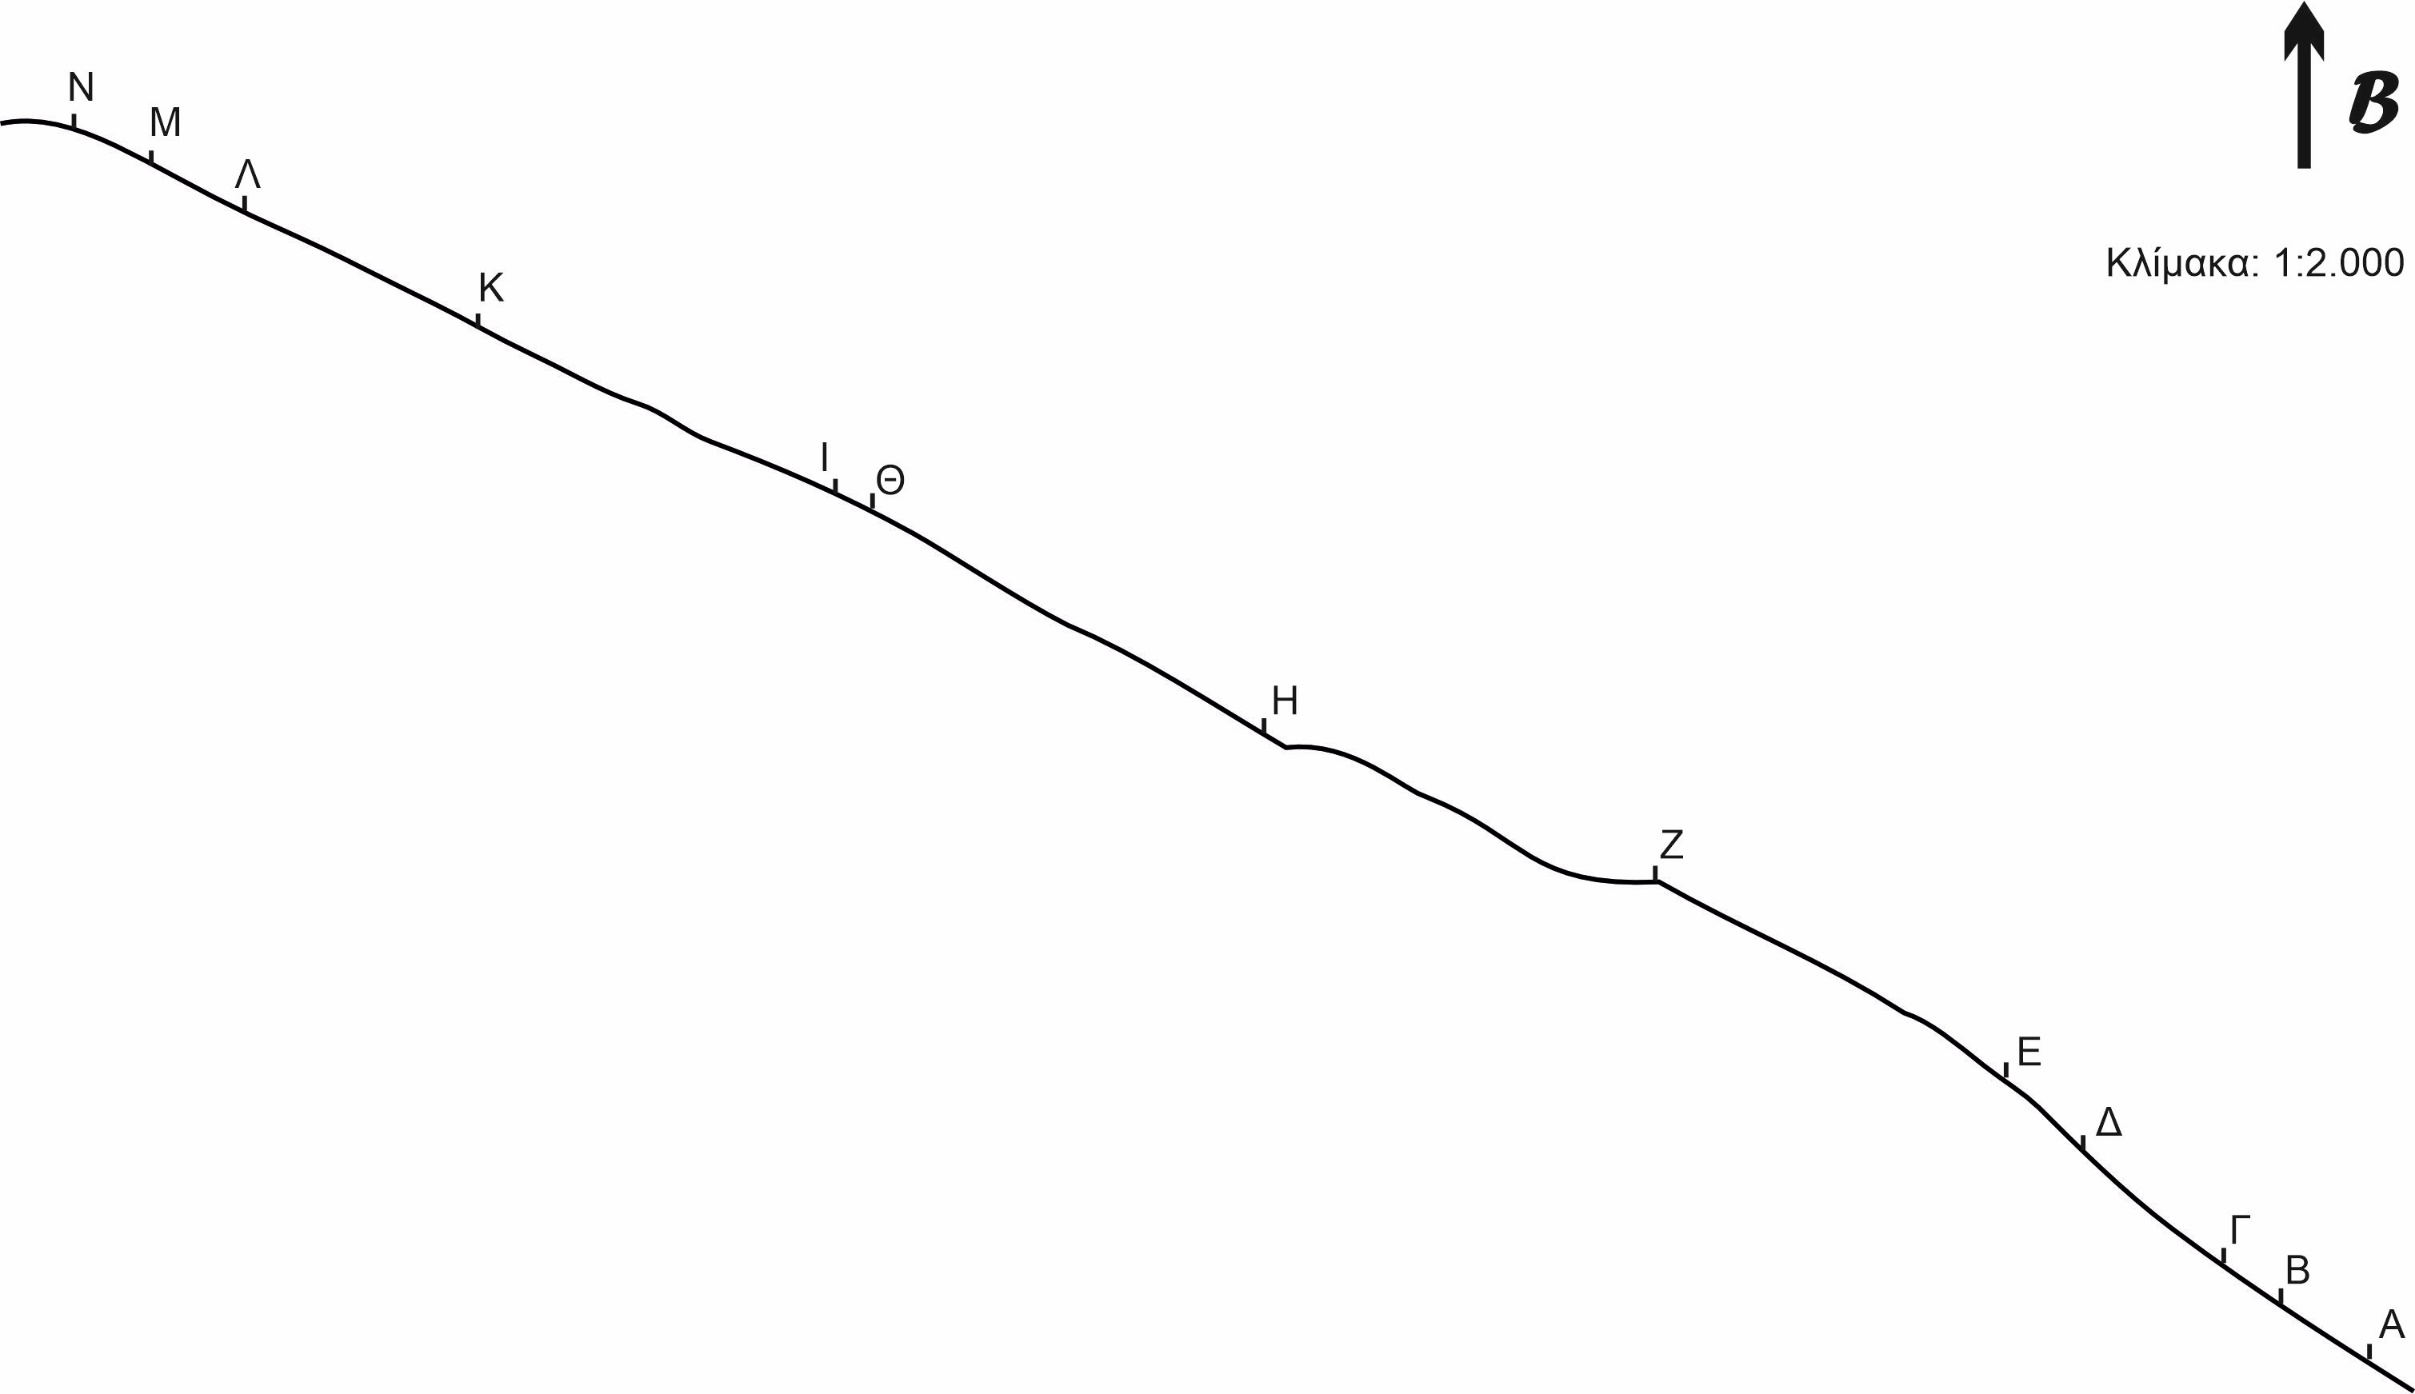 Ν
Β
Μ
Λ
Κλίμακα: 1:2.000
Κ
Ι
Θ
Η
Ζ
Ε
Δ
Γ
Β
Α